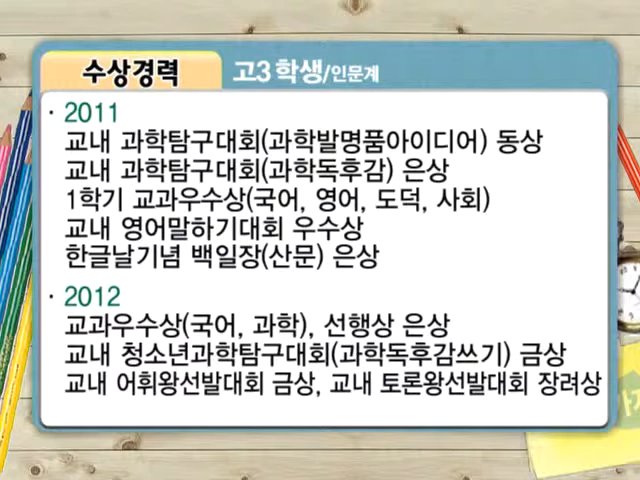 수상경력
고3 학생/인문계
· 2011
교내 과학탐구대회(과학발명품아이디어) 동상
교내 과학탐구대회(과학독후감) 은상
1학기 교과우수상(국어, 영어, 도덕, 사회)
교내 영어말하기대회 우수상
한글날기념 백일장(산문) 은상
· 2012
교과우수상(국어, 과학), 선행상 은상
교내 청소년과학탐구대회(과학독후감쓰기) 금상
교내 어휘왕선발대회 금상, 교내 토론왕선발대회 장려상